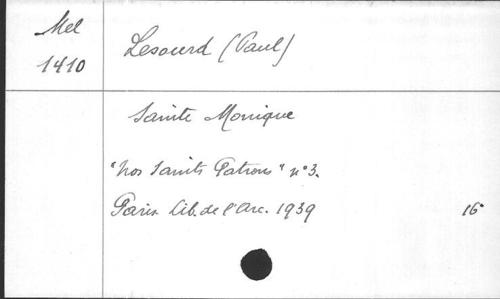 Mel
1410
Lesourd (Paul)
Sainte Monique
"Nos Saints Patrons" n°3.
Paris Lib. de l'Arc. 1939 16°